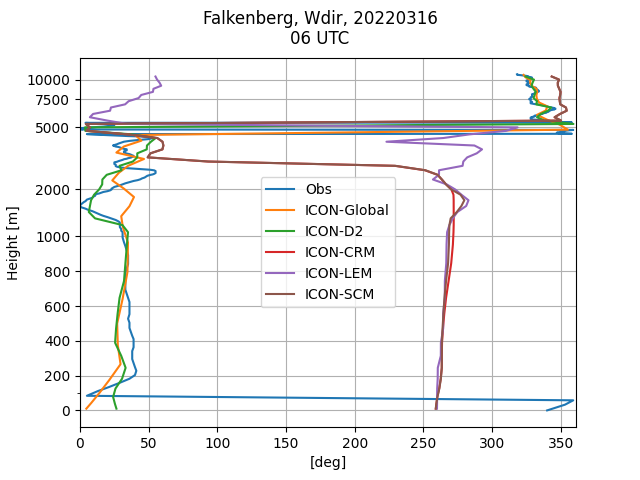 Falkenberg, Wdir, 20220316
06 UTC
10000
7500
5000
2000
1000
800
600
400
200
0
Height [m]
Obs
ICON-Global
ICON-D2
ICON-CRM
ICON-LEM
ICON-SCM
0 50 100 150 200 250 300 350
[deg]